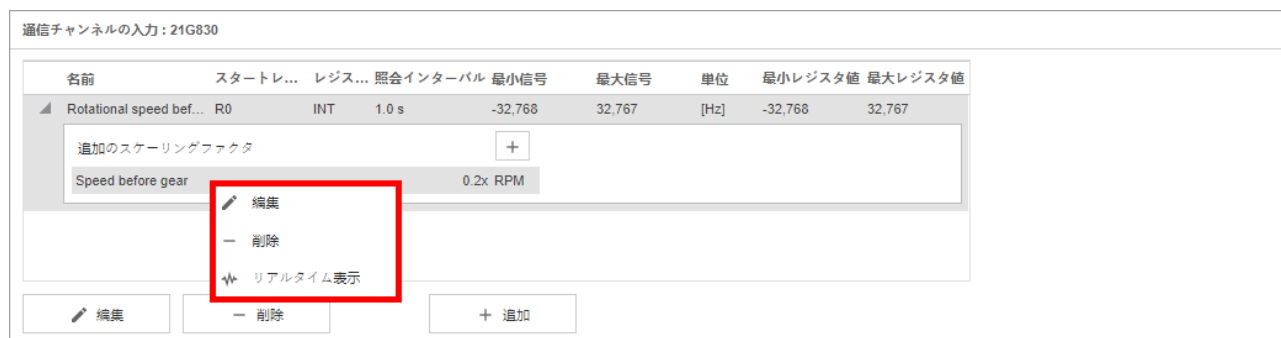 通信チャンネルの入力 : 21G830
名前 スタートレ... レジス... 照会インターバル 最小信号 最大信号 単位 最小レジスタ値 最大レジスタ値
Rotational speed bef... R0 INT 1.0 s -32,768 32,767 [Hz] -32,768 32,767
追加のスケーリングファクタ +
Speed before gear 0.2x RPM
編集
削除
リアルタイム表示
編集 削除 + 追加